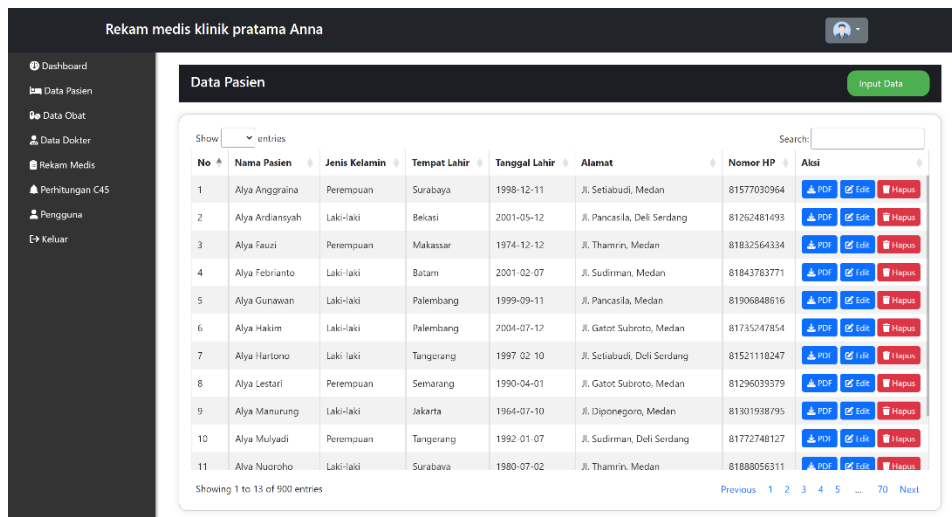 Rekam medis klinik pratama Anna
Dashboard
Data Pasien
Data Obat
Data Dokter
Rekam Medis
Perhitungan C45
Pengguna
Keluar
Data Pasien
Input Data
Show entries
Search:
No Nama Pasien Jenis Kelamin Tempat Lahir Tanggal Lahir Alamat Nomor HP Aksi
1 Alya Anggraina Perempuan Surabaya 1998-12-11 Jl. Setiabudi, Medan 81577030964 PDF Edit Hapus
2 Alya Ardiansyah Laki-laki Bekasi 2001-05-12 Jl. Pancasila, Deli Serdang 81262481493 PDF Edit Hapus
3 Alya Fauzi Perempuan Makassar 1974-12-12 Jl. Thamrin, Medan 81832564334 PDF Edit Hapus
4 Alya Febrianto Laki-laki Batam 2001-02-07 Jl. Sudirman, Medan 81843783771 PDF Edit Hapus
5 Alya Gunawan Laki-laki Palembang 1999-09-11 Jl. Pancasila, Medan 81906848616 PDF Edit Hapus
6 Alya Hakim Laki-laki Palembang 2004-07-12 Jl. Gatot Subroto, Medan 81735247854 PDF Edit Hapus
7 Alya Hartono Laki-laki Tangerang 1997-02-10 Jl. Setiabudi, Deli Serdang 81521118247 PDF Edit Hapus
8 Alya Lestari Perempuan Semarang 1990-04-01 Jl. Gatot Subroto, Medan 81296039379 PDF Edit Hapus
9 Alya Manurung Laki-laki Jakarta 1964-07-10 Jl. Diponegoro, Medan 81301938795 PDF Edit Hapus
10 Alya Mulyadi Perempuan Tangerang 1992-01-07 Jl. Sudirman, Deli Serdang 81772748127 PDF Edit Hapus
11 Alya Nugroho Laki-laki Surabaya 1980-07-02 Jl. Thamrin, Medan 81888056311 PDF Edit Hapus
Showing 1 to 13 of 900 entries
Previous 1 2 3 4 5 ... 70 Next